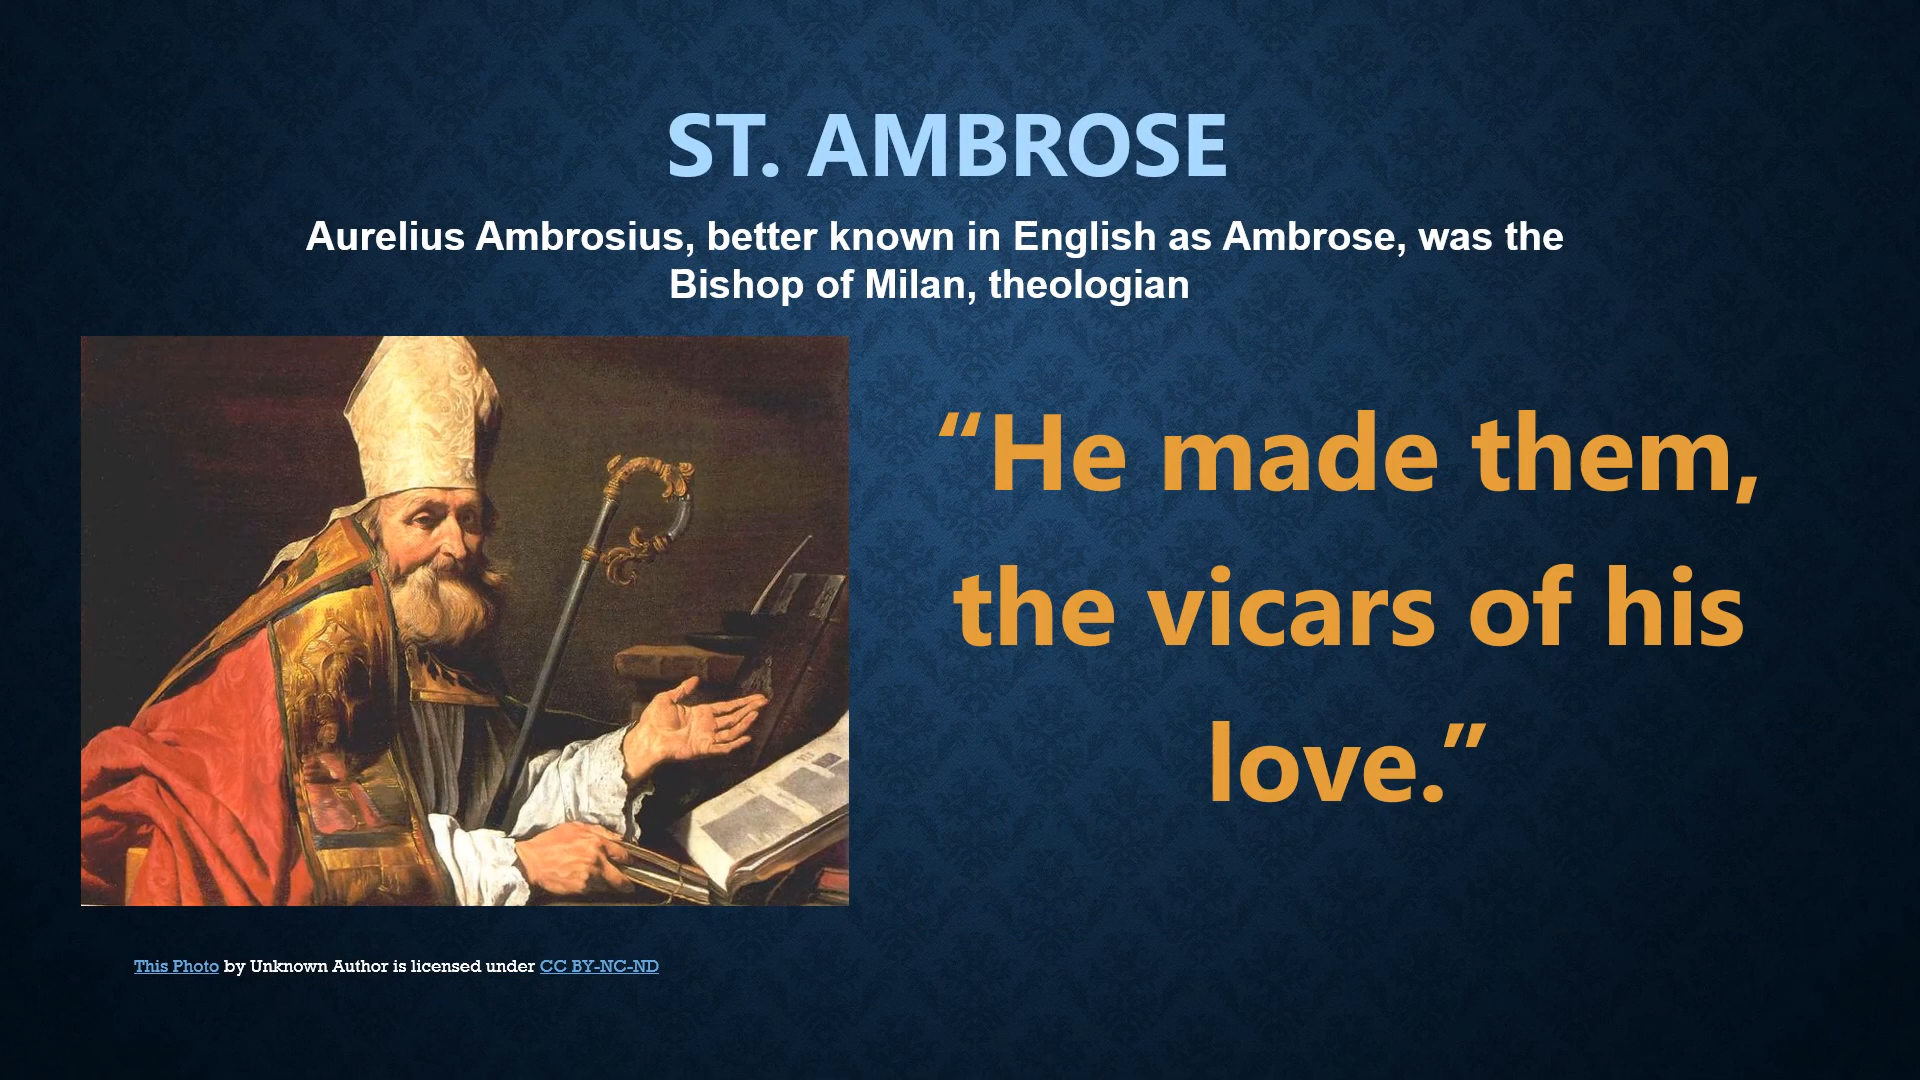 ST. AMBROSE
Aurelius Ambrosius, better known in English as Ambrose, was the
Bishop of Milan, theologian
“He made them,
the vicars of his
love.”
This Photo by Unknown Author is licensed under CC BY-NC-ND